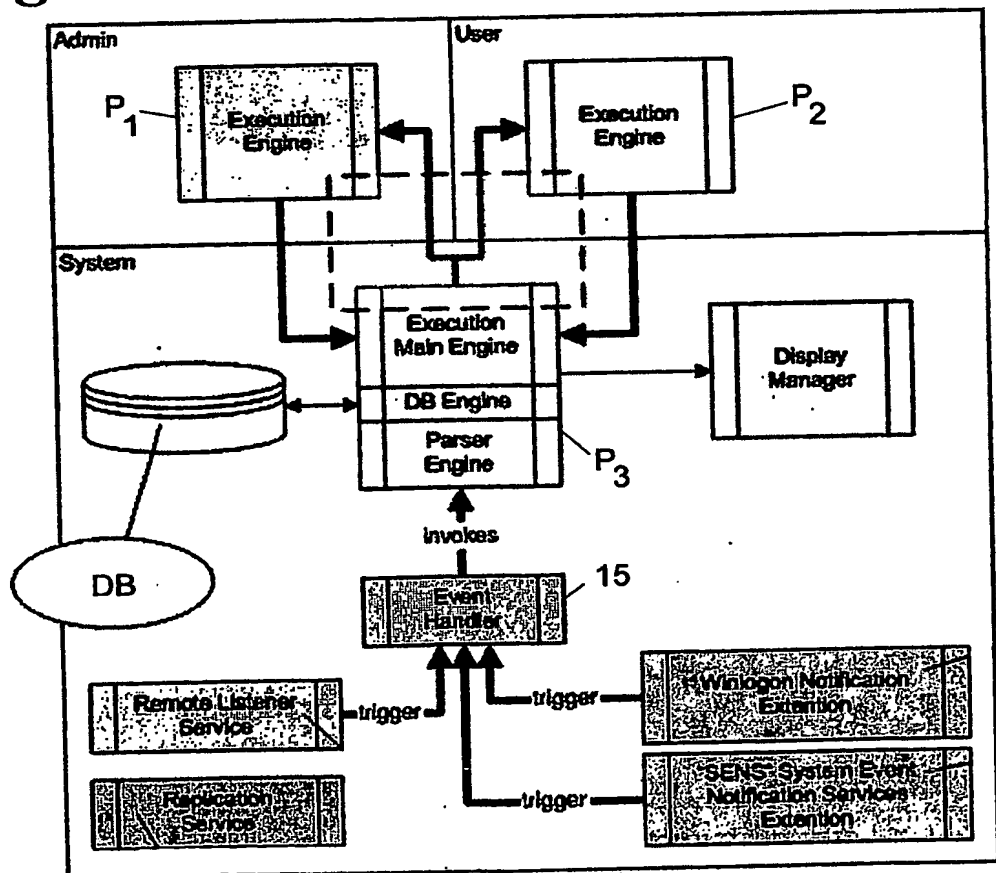 Admin
User
P1
Execution
Engine
Execution
Engine
P2
System
Execution
Main Engine
DB Engine
Parser
Engine
P3
Display
Manager
DB
invokes
Event
Handler
15
Remote Listener
Service
trigger
trigger
Winlogon Notification
Extention
Replication
Service
trigger
SENS: System Event
Notification Services
Extention